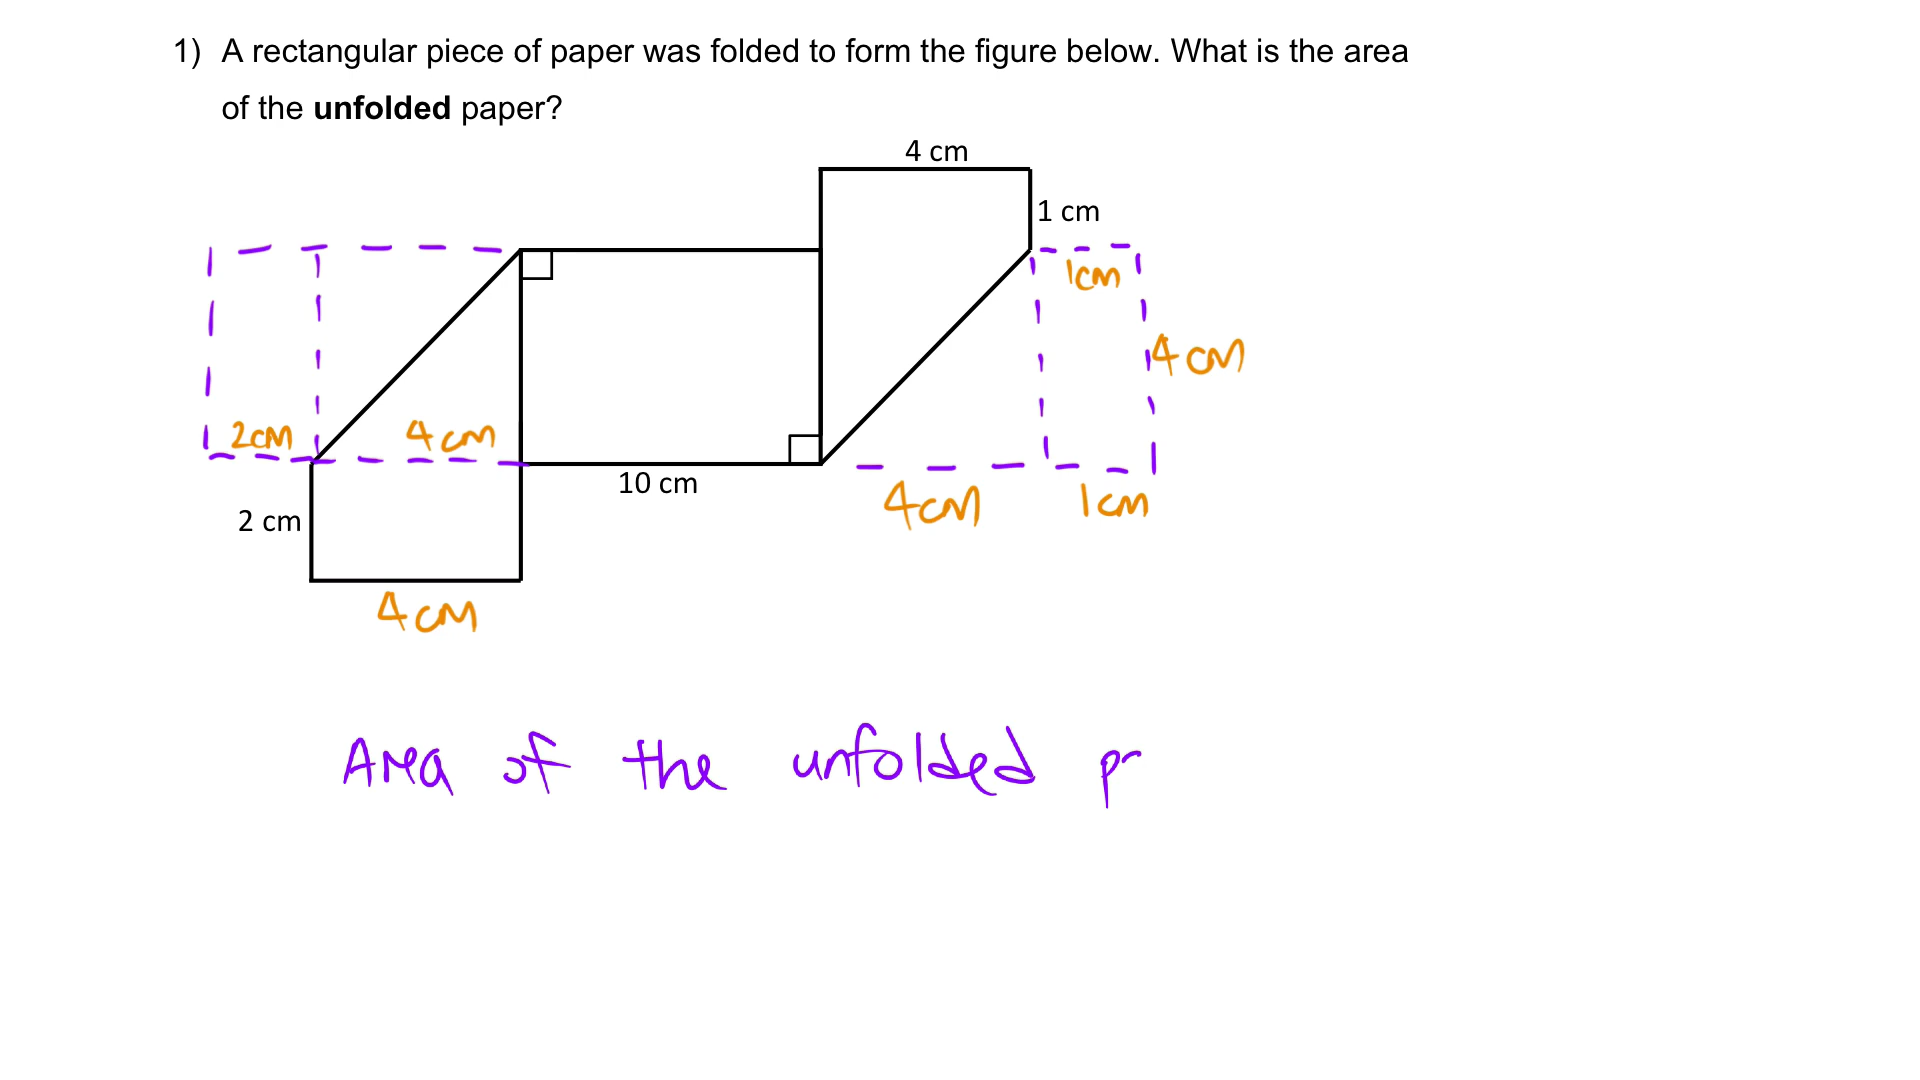 1) A rectangular piece of paper was folded to form the figure below. What is the area
of the unfolded paper?
4 cm
1 cm
1cm
4cm
2cm
4cm
10 cm
4cm
1cm
2 cm
4cm
Area of the unfolded